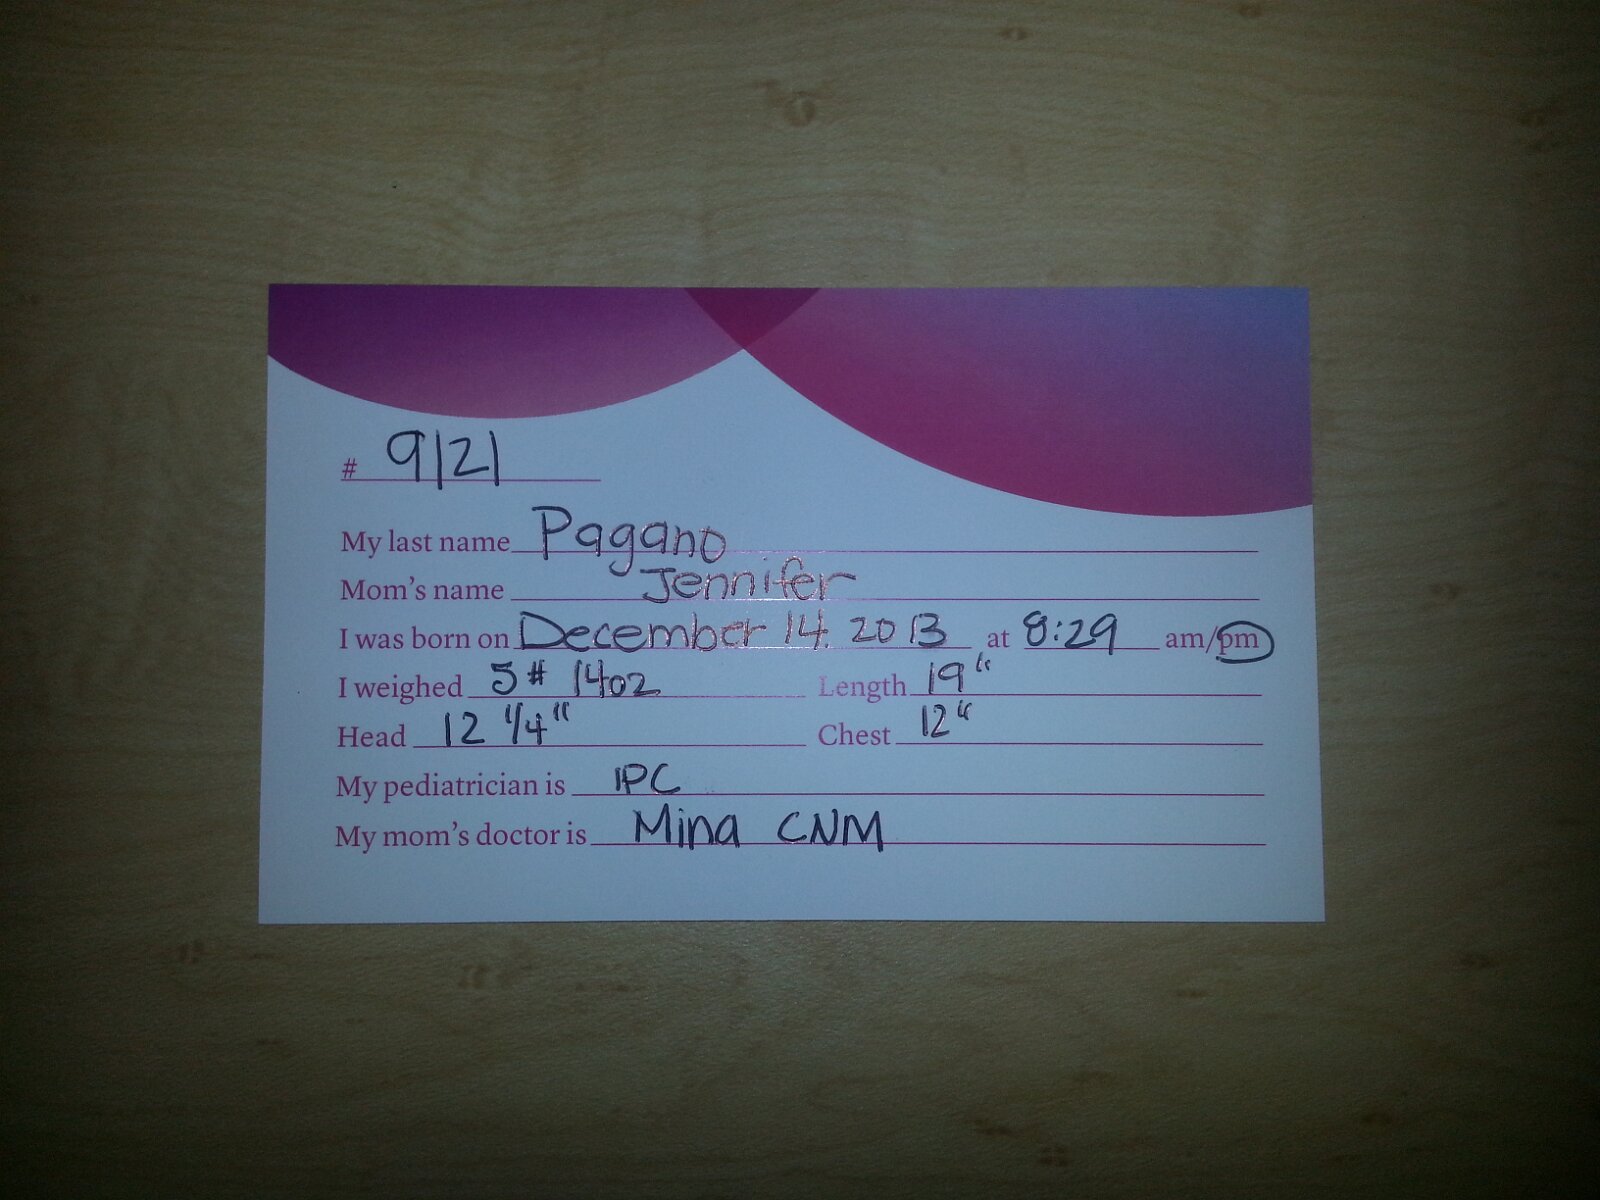 # 9121
My last name Pagano
Mom's name Jennifer
I was born on December 14. 2013 at 8:29 am/pm
I weighed 5# 14oz Length 19"
Head 12 1/4" Chest 12"
My pediatrician is IPC
My mom's doctor is Mina CNM